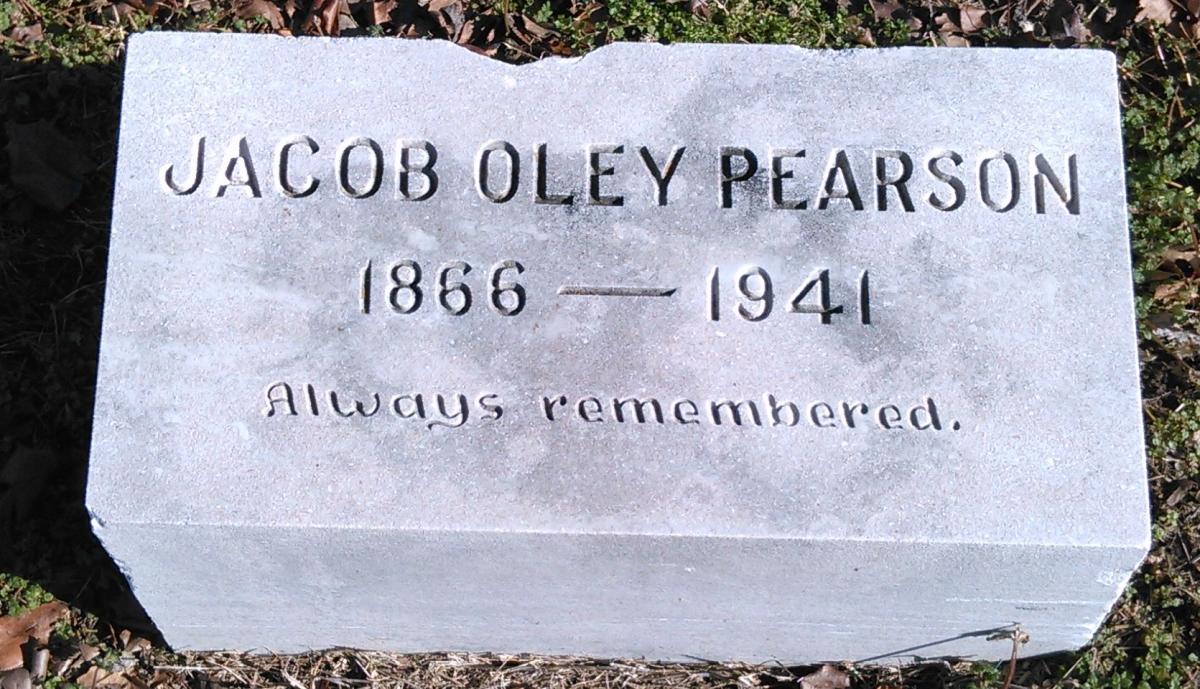 JACOB OLEY PEARSON
1866 — 1941
Always remembered.